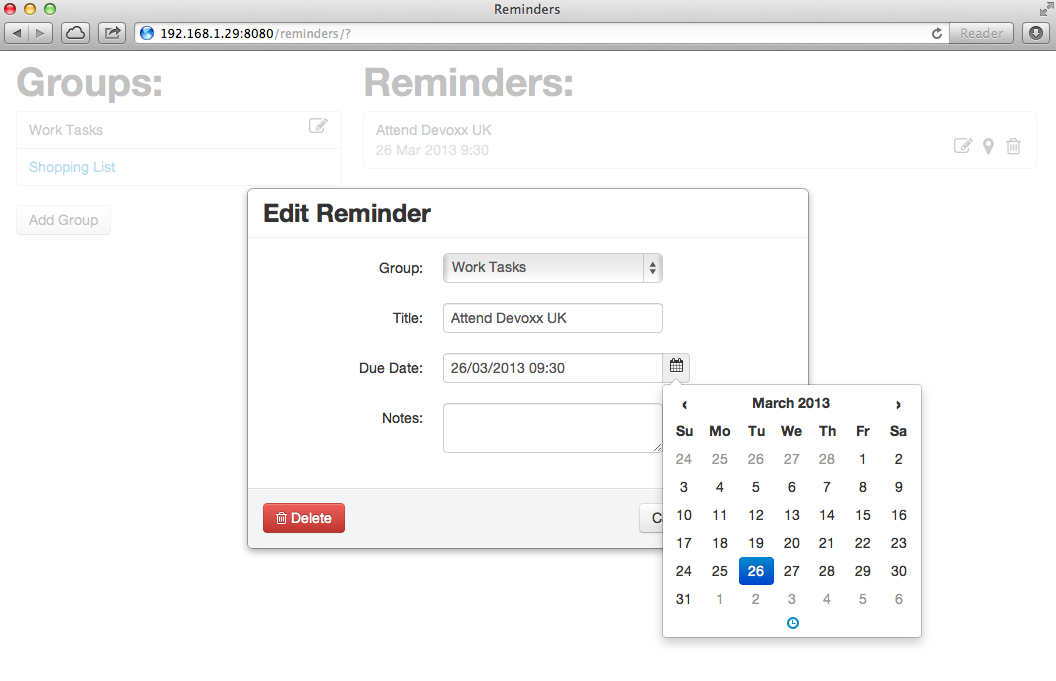 Reminders
192.168.1.29:8080/reminders/?
Reader
Groups:
Work Tasks
Shopping List
Add Group
Reminders:
Attend Devoxx UK
26 Mar 2013 9:30
Edit Reminder
Group: Work Tasks
Title: Attend Devoxx UK
Due Date: 26/03/2013 09:30
Notes:
Delete
C
‹ March 2013 ›
Su Mo Tu We Th Fr Sa
24 25 26 27 28 1 2
3 4 5 6 7 8 9
10 11 12 13 14 15 16
17 18 19 20 21 22 23
24 25 26 27 28 29 30
31 1 2 3 4 5 6